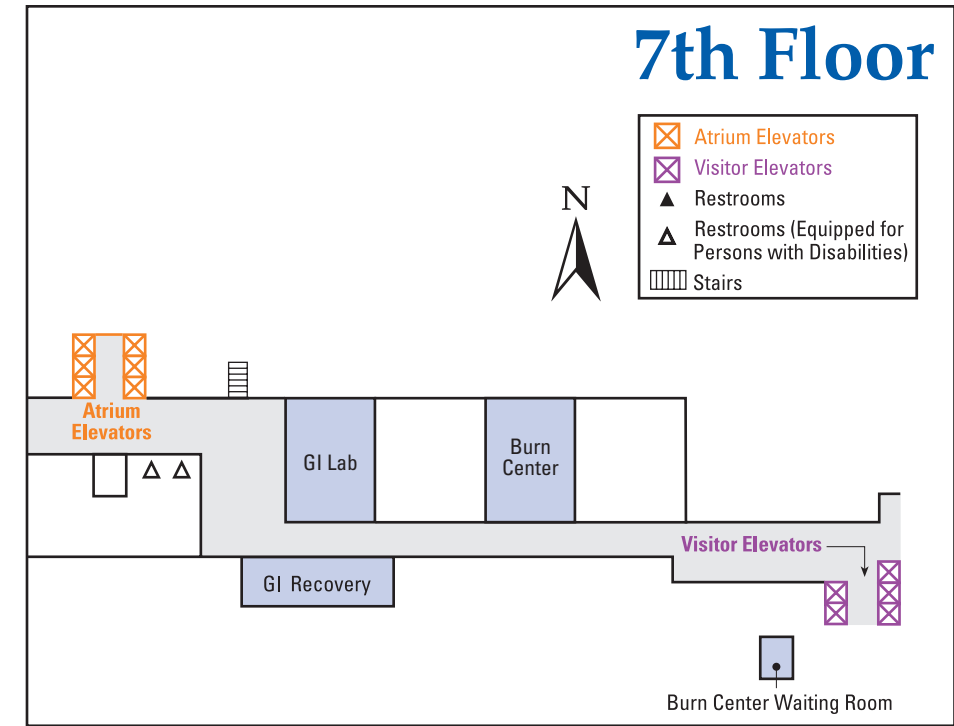 7th Floor
Atrium Elevators
Visitor Elevators
Restrooms
Restrooms (Equipped for
Persons with Disabilities)
Stairs
N
Atrium
Elevators
GI Lab
Burn
Center
Visitor Elevators
GI Recovery
Burn Center Waiting Room